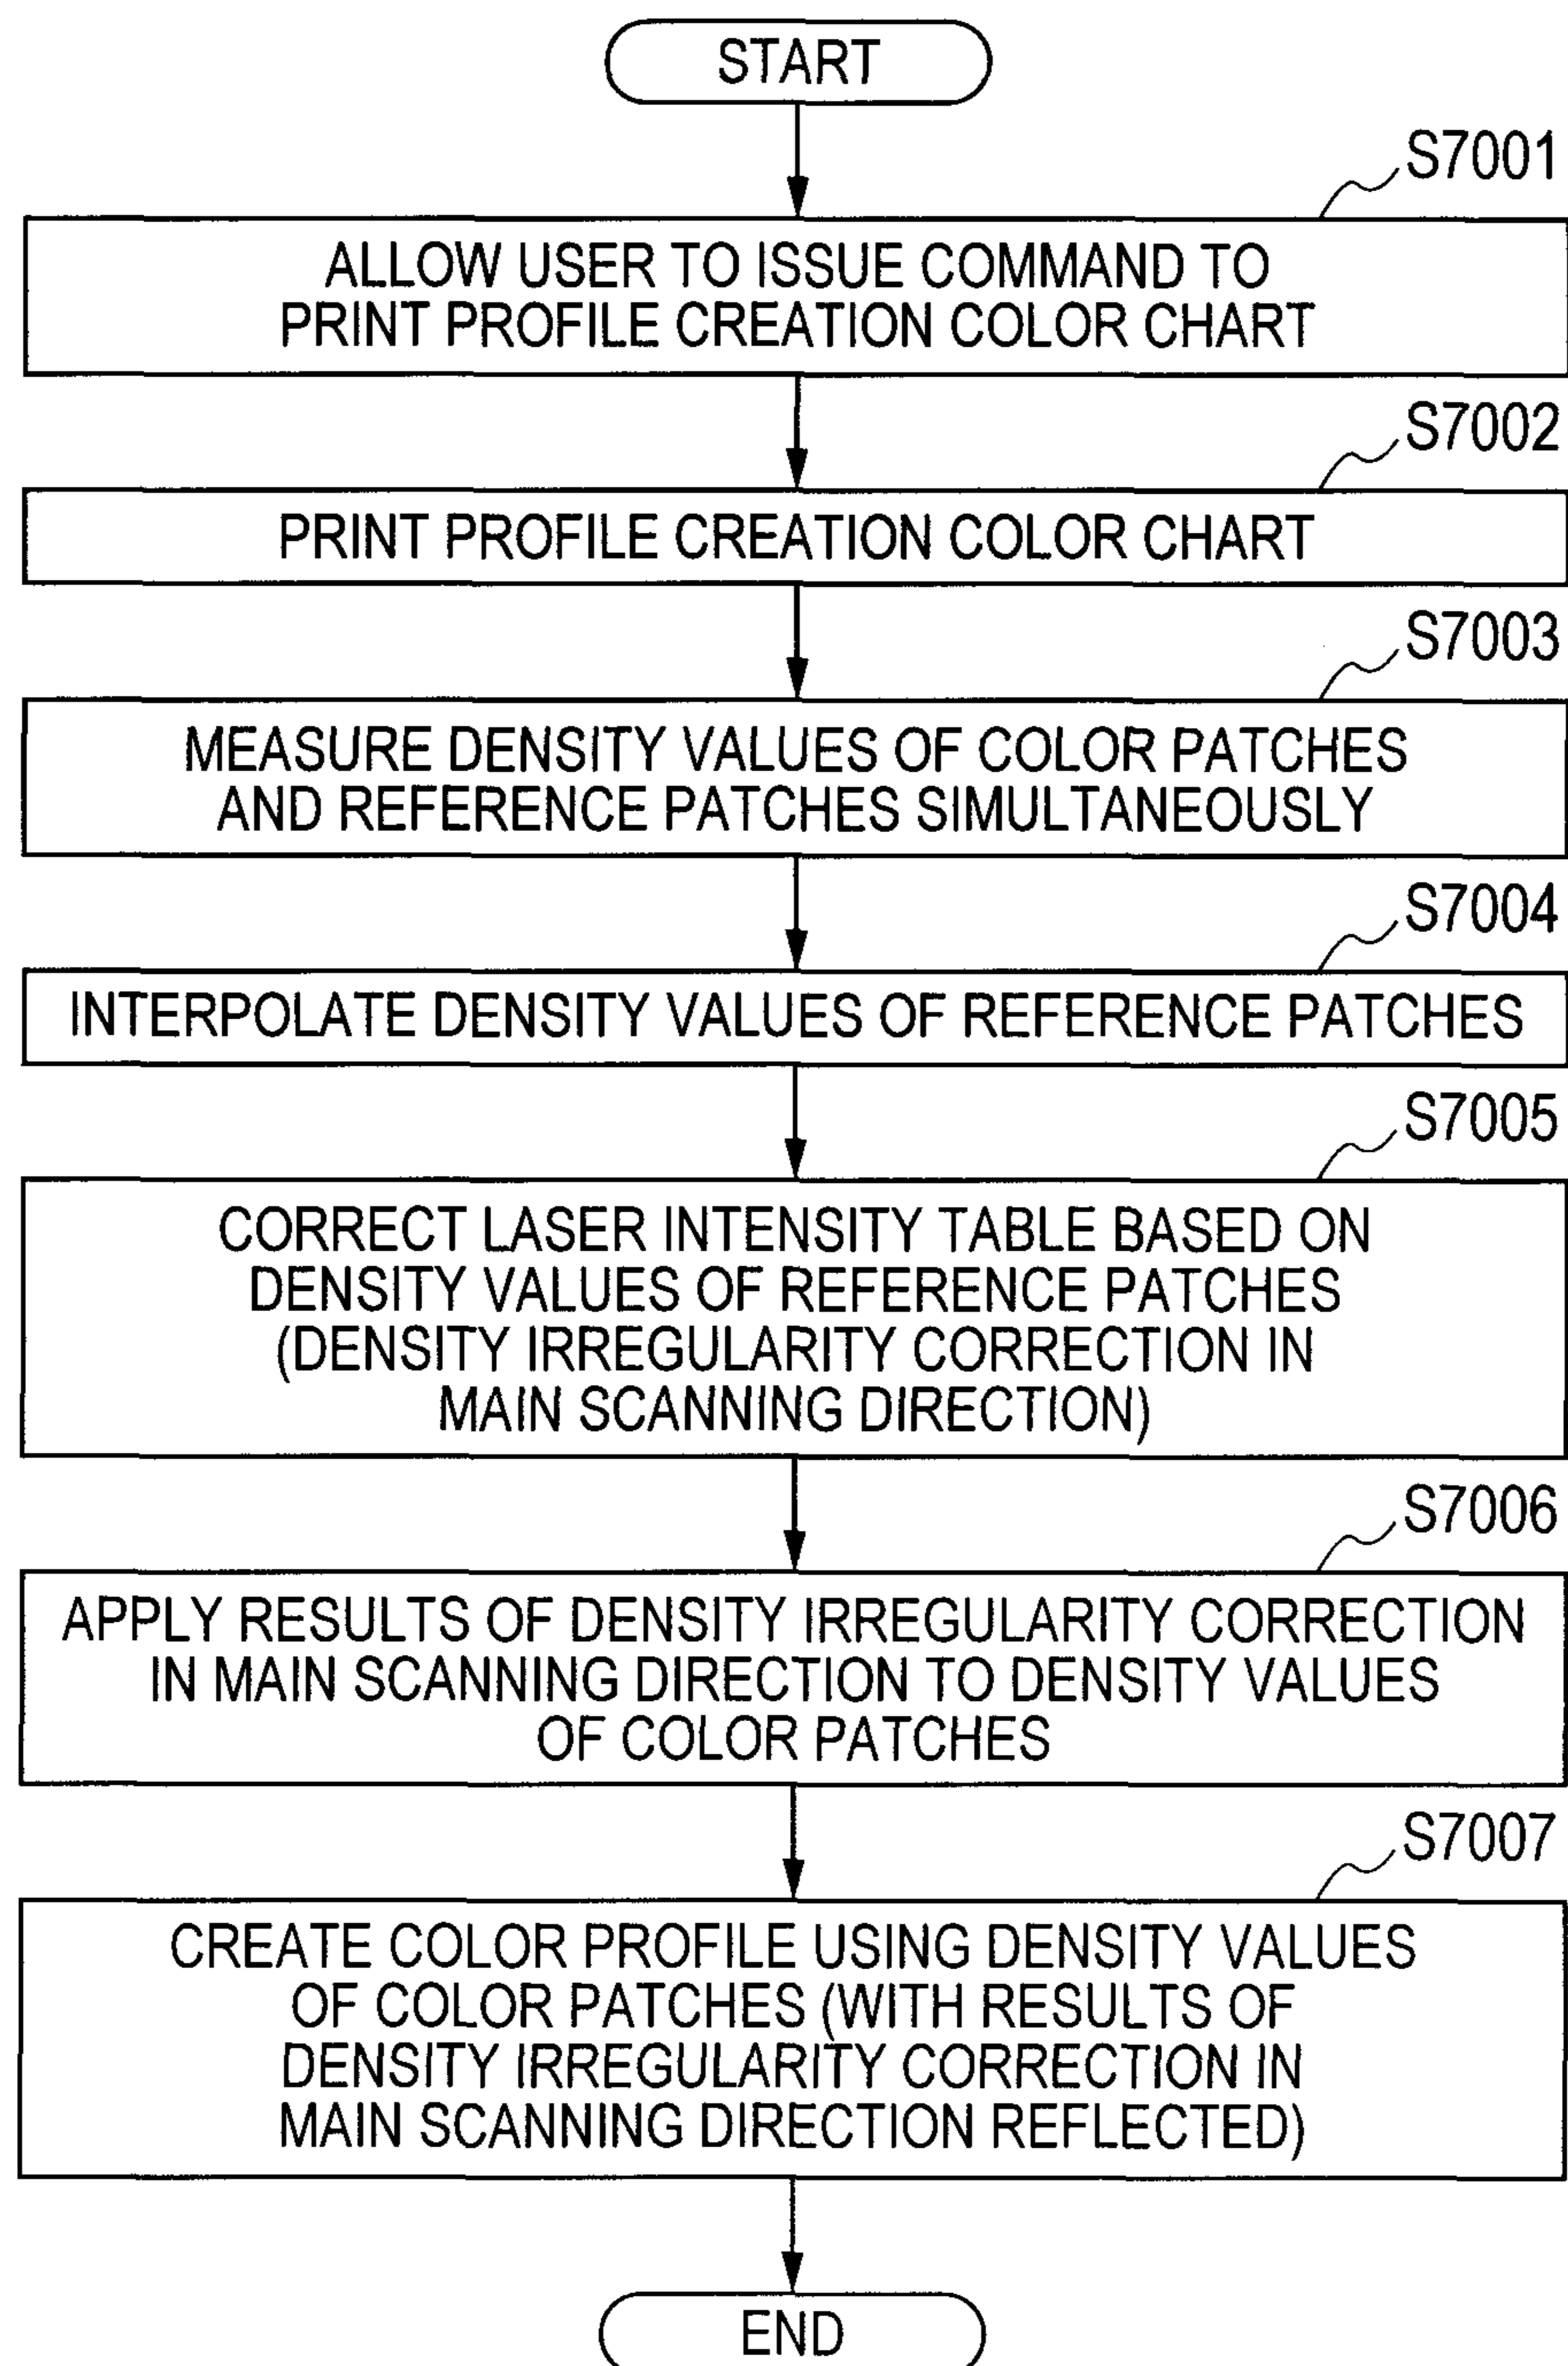 START
S7001
ALLOW USER TO ISSUE COMMAND TO
PRINT PROFILE CREATION COLOR CHART
S7002
PRINT PROFILE CREATION COLOR CHART
S7003
MEASURE DENSITY VALUES OF COLOR PATCHES
AND REFERENCE PATCHES SIMULTANEOUSLY
S7004
INTERPOLATE DENSITY VALUES OF REFERENCE PATCHES
S7005
CORRECT LASER INTENSITY TABLE BASED ON
DENSITY VALUES OF REFERENCE PATCHES
(DENSITY IRREGULARITY CORRECTION IN
MAIN SCANNING DIRECTION)
S7006
APPLY RESULTS OF DENSITY IRREGULARITY CORRECTION
IN MAIN SCANNING DIRECTION TO DENSITY VALUES
OF COLOR PATCHES
S7007
CREATE COLOR PROFILE USING DENSITY VALUES
OF COLOR PATCHES (WITH RESULTS OF
DENSITY IRREGULARITY CORRECTION IN
MAIN SCANNING DIRECTION REFLECTED)
END